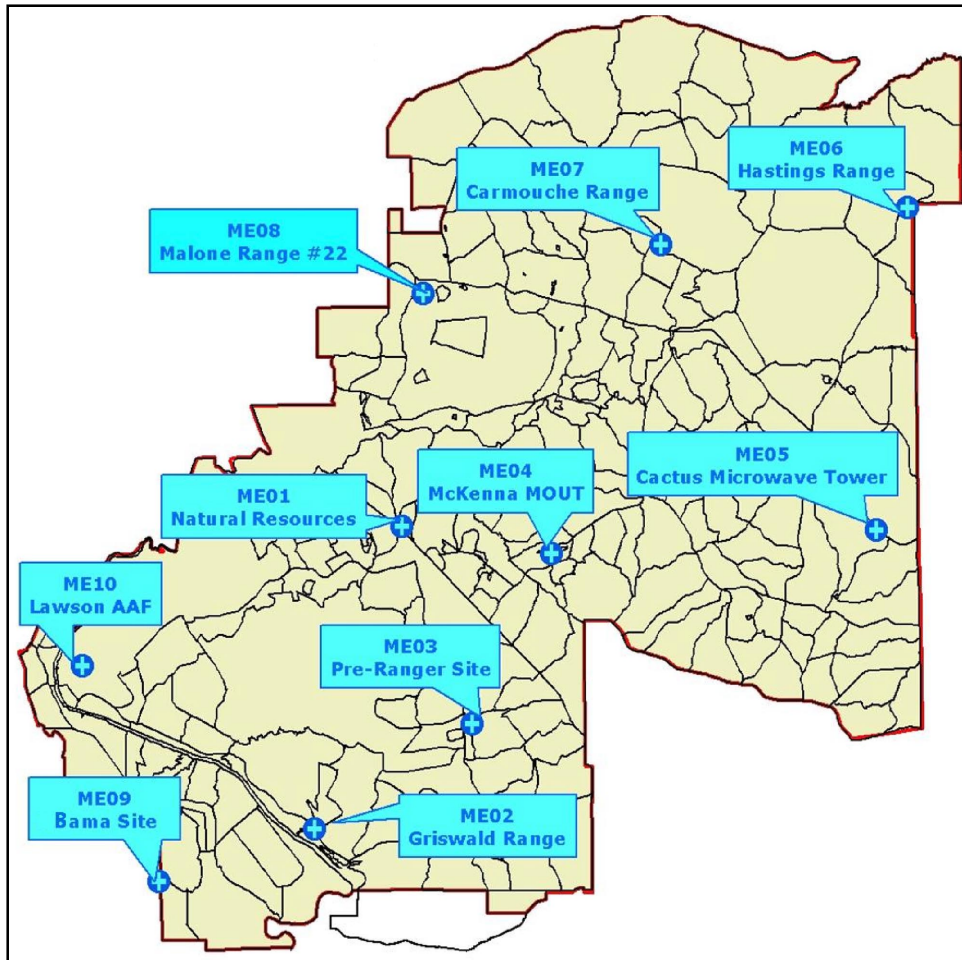 ME06
Hastings Range
ME07
Carmouche Range
ME08
Malone Range #22
ME05
Cactus Microwave Tower
ME04
McKenna MOUT
ME01
Natural Resources
ME10
Lawson AAF
ME03
Pre-Ranger Site
ME09
Bama Site
ME02
Griswald Range